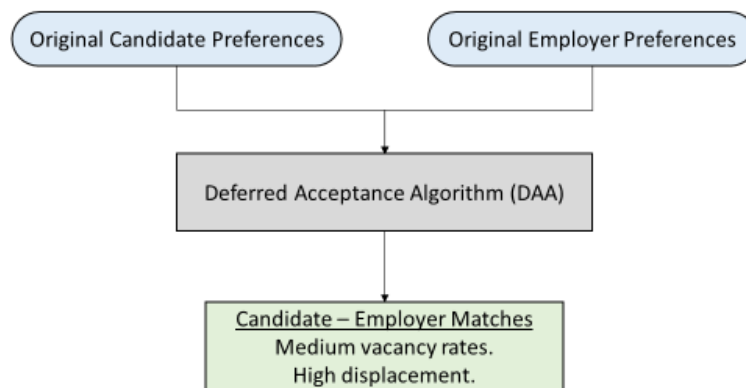 Original Candidate Preferences
Original Employer Preferences
Deferred Acceptance Algorithm (DAA)
Candidate – Employer Matches
Medium vacancy rates.
High displacement.